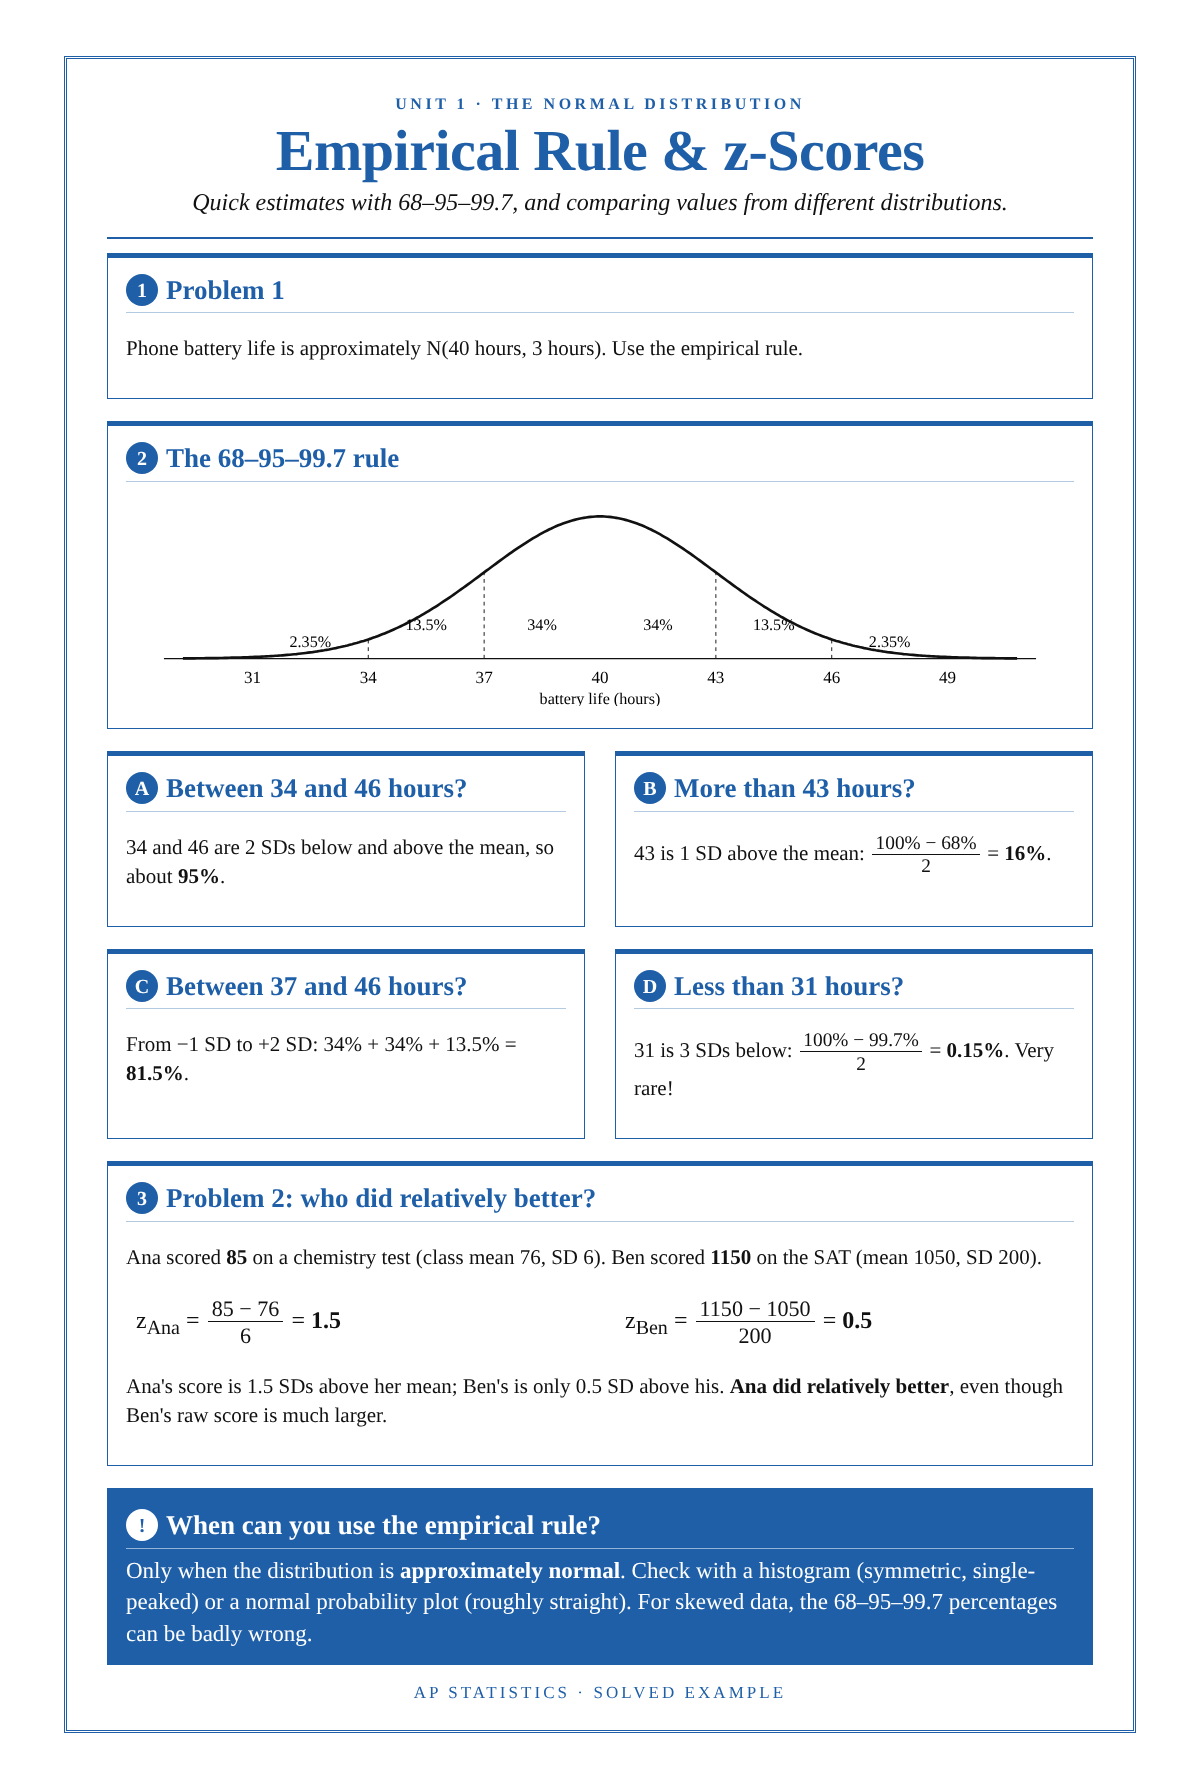 UNIT 1 · THE NORMAL DISTRIBUTION
Empirical Rule & z-Scores
Quick estimates with 68–95–99.7, and comparing values from different distributions.
1 Problem 1
Phone battery life is approximately N(40 hours, 3 hours). Use the empirical rule.
2 The 68–95–99.7 rule
2.35% 13.5% 34% 34% 13.5% 2.35%
31 34 37 40 43 46 49
battery life (hours)
A Between 34 and 46 hours?
34 and 46 are 2 SDs below and above the mean, so
about 95%.
B More than 43 hours?
43 is 1 SD above the mean: (100% − 68%)/2 = 16%.
C Between 37 and 46 hours?
From −1 SD to +2 SD: 34% + 34% + 13.5% =
81.5%.
D Less than 31 hours?
31 is 3 SDs below: (100% − 99.7%)/2 = 0.15%. Very
rare!
3 Problem 2: who did relatively better?
Ana scored 85 on a chemistry test (class mean 76, SD 6). Ben scored 1150 on the SAT (mean 1050, SD 200).
zAna = (85 − 76)/6 = 1.5
zBen = (1150 − 1050)/200 = 0.5
Ana's score is 1.5 SDs above her mean; Ben's is only 0.5 SD above his. Ana did relatively better, even though
Ben's raw score is much larger.
! When can you use the empirical rule?
Only when the distribution is approximately normal. Check with a histogram (symmetric, single-
peaked) or a normal probability plot (roughly straight). For skewed data, the 68–95–99.7 percentages
can be badly wrong.
AP STATISTICS · SOLVED EXAMPLE